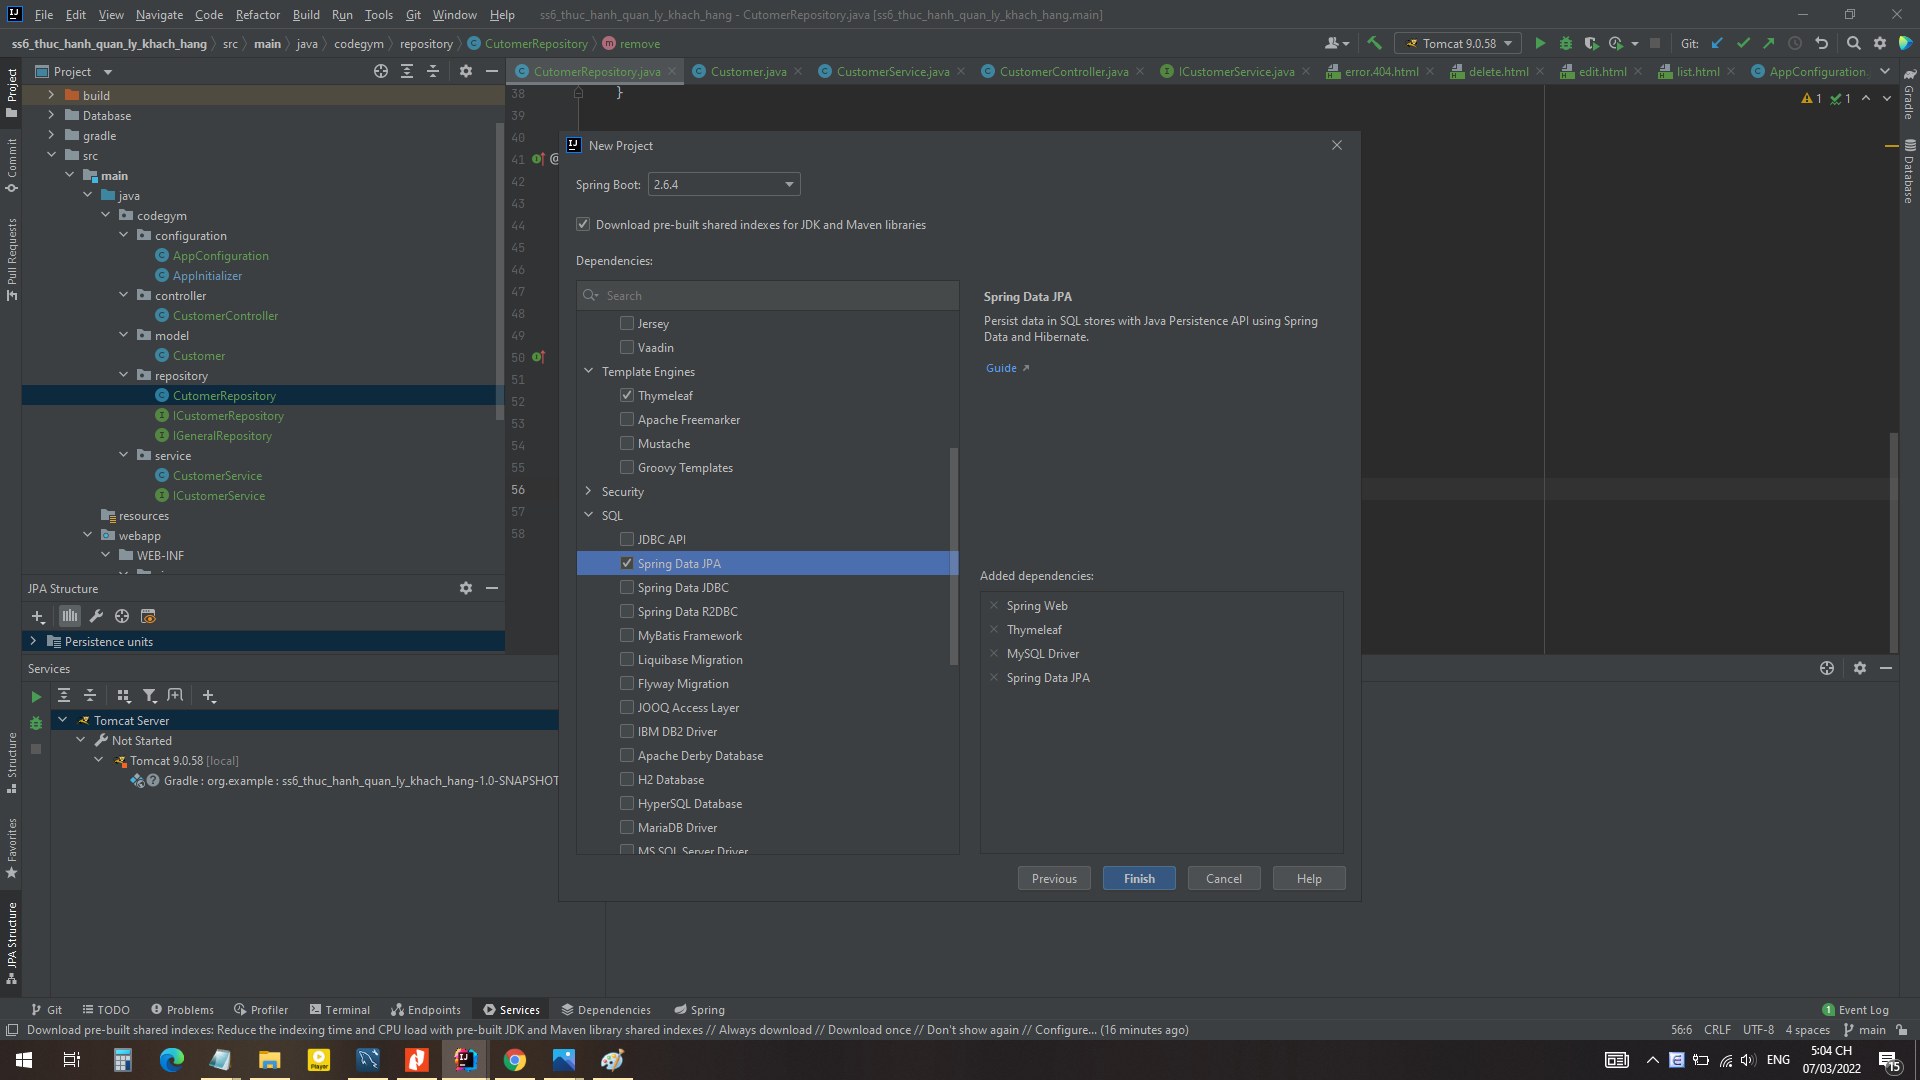 File Edit View Navigate Code Refactor Build Run Tools Git Window Help ss6_thuc_hanh_quan_ly_khach_hang - CutomerRepository.java [ss6_thuc_hanh_quan_ly_khach_hang.main]
ss6_thuc_hanh_quan_ly_khach_hang src main java codegym repository CutomerRepository remove Tomcat 9.0.58 Git:
Project CutomerRepository.java Customer.java CustomerService.java CustomerController.java ICustomerService.java error.404.html delete.html edit.html list.html AppConfiguration.
build
Database
gradle
src
main
java
codegym
configuration
AppConfiguration
AppInitializer
controller
CustomerController
model
Customer
repository
CutomerRepository
ICustomerRepository
IGeneralRepository
service
CustomerService
ICustomerService
resources
webapp
WEB-INF
JPA Structure
Persistence units
Services
Tomcat Server
Not Started
Tomcat 9.0.58 [local]
Gradle : org.example : ss6_thuc_hanh_quan_ly_khach_hang-1.0-SNAPSHOT
Project
Commit
Pull Requests
Structure
Favorites
JPA Structure
38 }
39
40
41 @
42
43
44
45
46
47
48
49
50
51
52
53
54
55
56
57
58
1 1
Gradle
Database
New Project
Spring Boot: 2.6.4
Download pre-built shared indexes for JDK and Maven libraries
Dependencies:
Search
Jersey
Vaadin
Template Engines
Thymeleaf
Apache Freemarker
Mustache
Groovy Templates
Security
SQL
JDBC API
Spring Data JPA
Spring Data JDBC
Spring Data R2DBC
MyBatis Framework
Liquibase Migration
Flyway Migration
JOOQ Access Layer
IBM DB2 Driver
Apache Derby Database
H2 Database
HyperSQL Database
MariaDB Driver
MS SQL Server Driver
Spring Data JPA
Persist data in SQL stores with Java Persistence API using Spring
Data and Hibernate.
Guide
Added dependencies:
Spring Web
Thymeleaf
MySQL Driver
Spring Data JPA
Previous Finish Cancel Help
Git TODO Problems Profiler Terminal Endpoints Services Dependencies Spring 1 Event Log
Download pre-built shared indexes: Reduce the indexing time and CPU load with pre-built JDK and Maven library shared indexes // Always download // Download once // Don't show again // Configure... (16 minutes ago) 56:6 CRLF UTF-8 4 spaces main
Player ENG 5:04 CH
07/03/2022 15